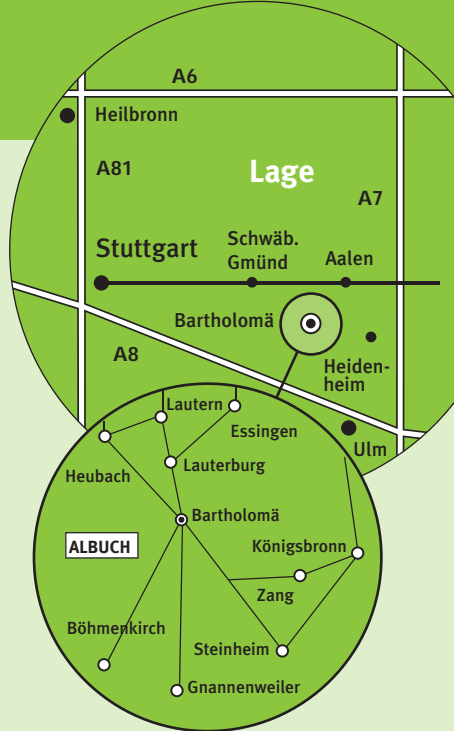 A6
Heilbronn
A81
Lage
A7
Stuttgart
Schwäb.
Gmünd
Aalen
Bartholomä
A8
Heiden-
heim
Lautern
Essingen
Ulm
Heubach
Lauterburg
Bartholomä
ALBUCH
Königsbronn
Zang
Böhmenkirch
Steinheim
Gnannenweiler